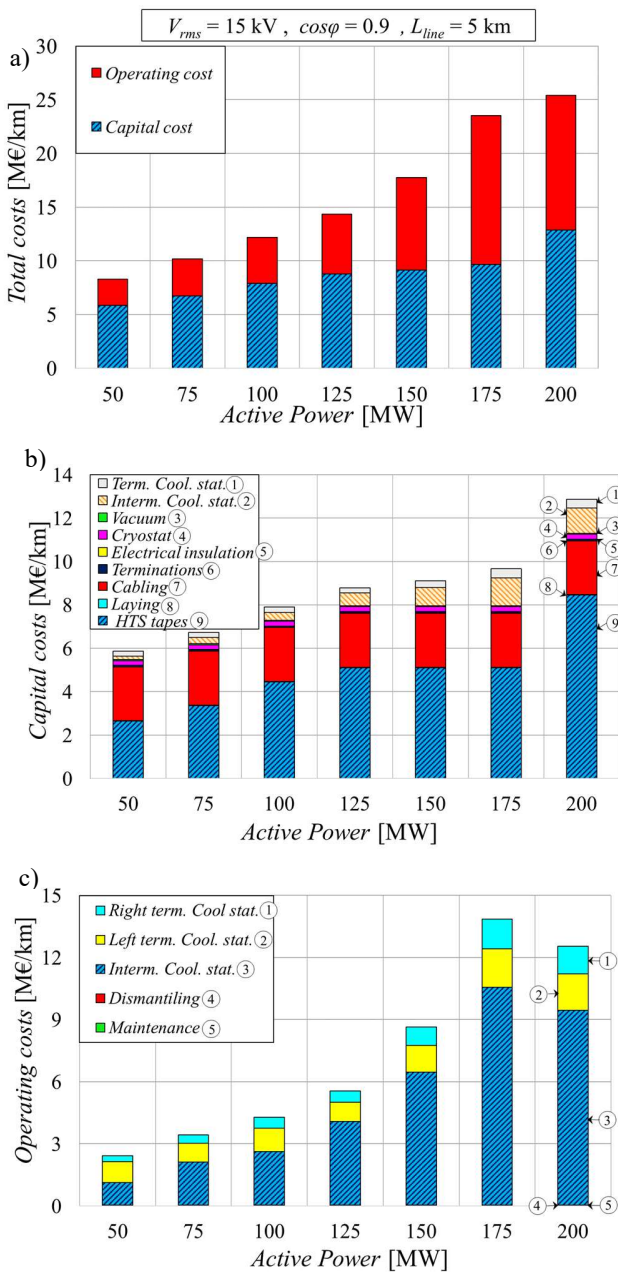 V_rms = 15 kV , cosφ = 0.9 , L_line = 5 km
a)
30
25
20
15
10
5
0
Total costs [M€/km]
Operating cost
Capital cost
50 75 100 125 150 175 200
Active Power [MW]
b)
14
12
10
8
6
4
2
0
Capital costs [M€/km]
Term. Cool. stat. ①
Interm. Cool. stat. ②
Vacuum ③
Cryostat ④
Electrical insulation ⑤
Terminations ⑥
Cabling ⑦
Laying ⑧
HTS tapes ⑨
①
②
③
④
⑤
⑥
⑦
⑧
⑨
50 75 100 125 150 175 200
Active Power [MW]
c)
15
12
9
6
3
0
Operating costs [M€/km]
Right term. Cool stat. ①
Left term. Cool. stat. ②
Interm. Cool. stat. ③
Dismantiling ④
Maintenance ⑤
①
②
③
④
⑤
50 75 100 125 150 175 200
Active Power [MW]